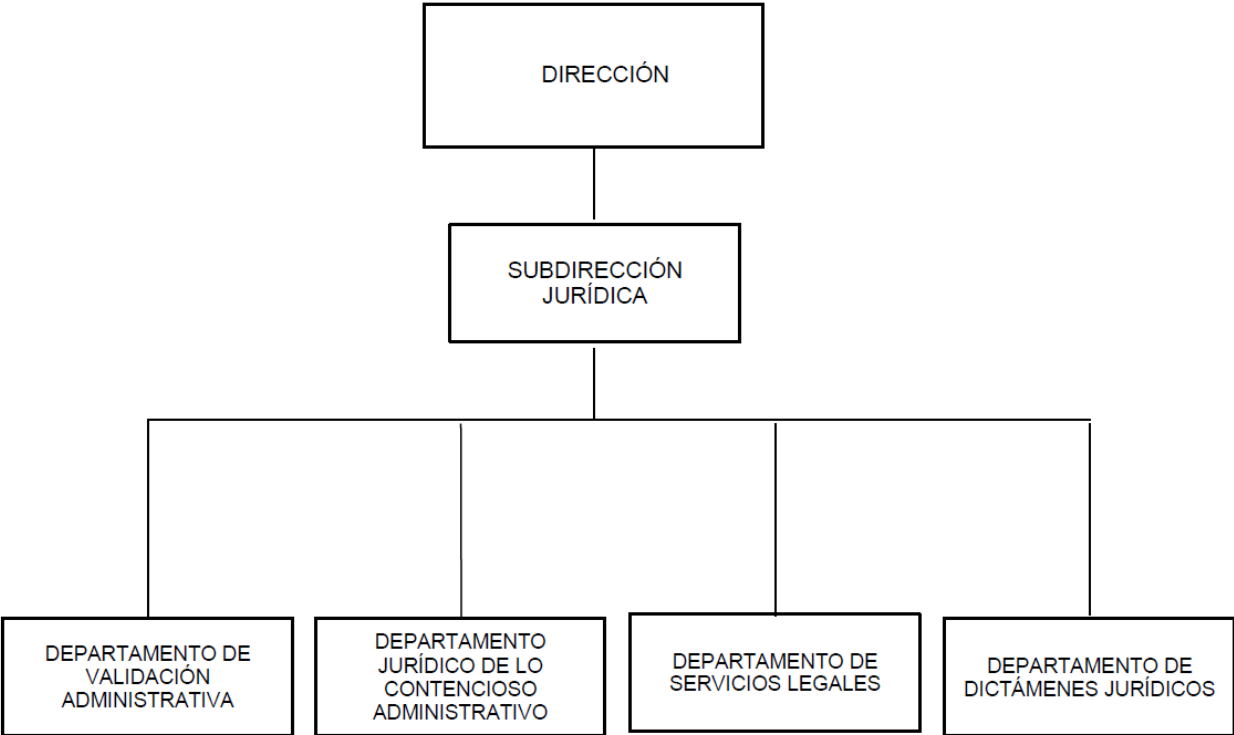 DIRECCIÓN
SUBDIRECCIÓN
JURÍDICA
DEPARTAMENTO DE
VALIDACIÓN
ADMINISTRATIVA
DEPARTAMENTO
JURÍDICO DE LO
CONTENCIOSO
ADMINISTRATIVO
DEPARTAMENTO DE
SERVICIOS LEGALES
DEPARTAMENTO DE
DICTÁMENES JURÍDICOS